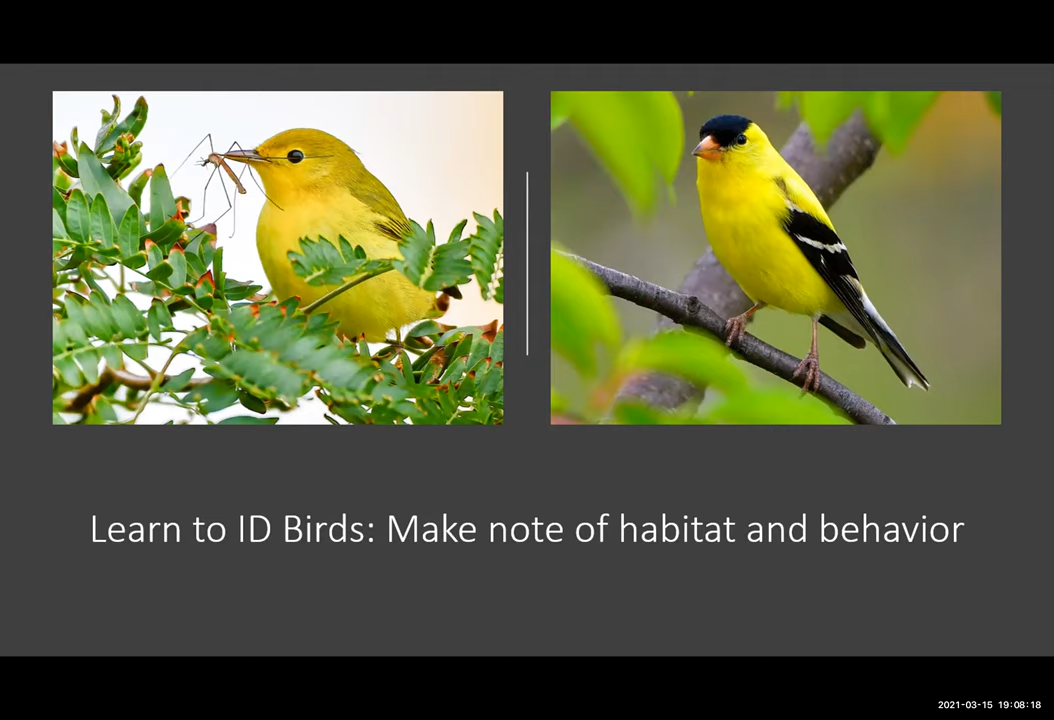 Learn to ID Birds: Make note of habitat and behavior
2021-03-15 19:08:18